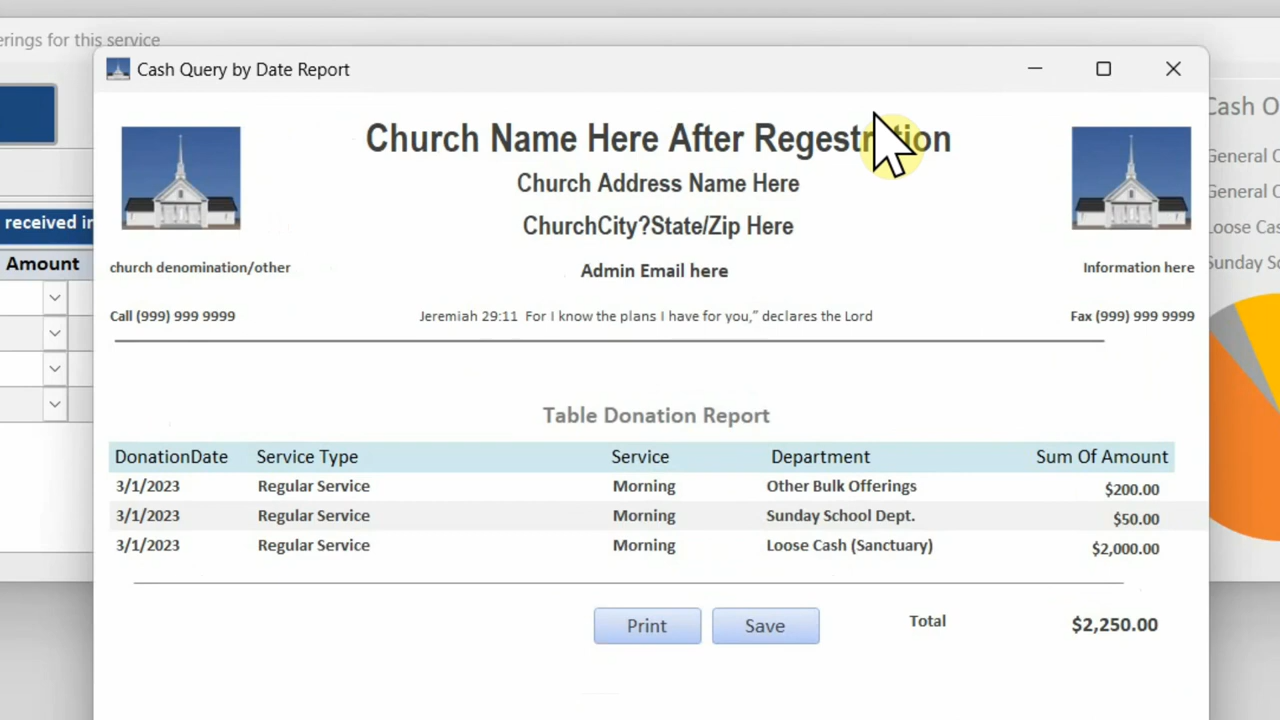 erings for this service
Cash Query by Date Report
Church Name Here After Regestration
Church Address Name Here
ChurchCity?State/Zip Here
Admin Email here
church denomination/other
Information here
Call (999) 999 9999
Jeremiah 29:11 For I know the plans I have for you,” declares the Lord
Fax (999) 999 9999
received in
Amount
Cash O
General O
General O
Loose Cas
Sunday Sc
Table Donation Report
DonationDate Service Type Service Department Sum Of Amount
3/1/2023 Regular Service Morning Other Bulk Offerings $200.00
3/1/2023 Regular Service Morning Sunday School Dept. $50.00
3/1/2023 Regular Service Morning Loose Cash (Sanctuary) $2,000.00
Print Save Total $2,250.00